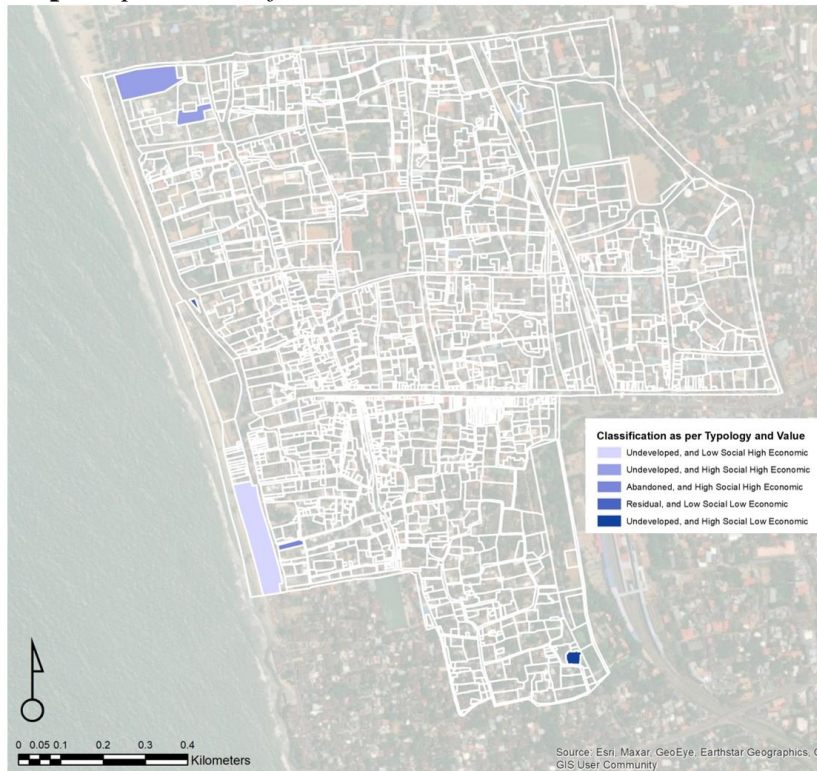 Classification as per Typology and Value
Undeveloped, and Low Social High Economic
Undeveloped, and High Social High Economic
Abandoned, and High Social High Economic
Residual, and Low Social Low Economic
Undeveloped, and High Social Low Economic
0 0.05 0.1 0.2 0.3 0.4
Kilometers
Source: Esri, Maxar, GeoEye, Earthstar Geographics,
GIS User Community